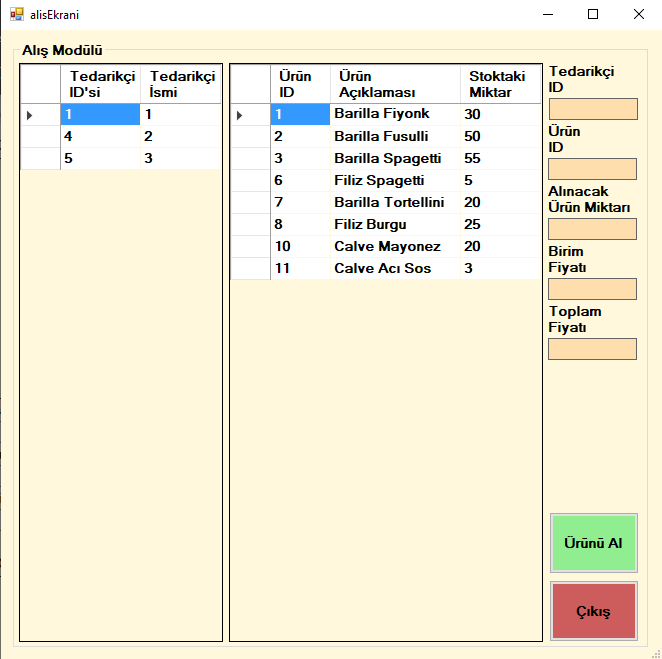 alisEkrani
Alış Modülü
Tedarikçi ID'si Tedarikçi İsmi
1 1
4 2
5 3
Ürün ID Ürün Açıklaması Stoktaki Miktar
1 Barilla Fiyonk 30
2 Barilla Fusulli 50
3 Barilla Spagetti 55
6 Filiz Spagetti 5
7 Barilla Tortellini 20
8 Filiz Burgu 25
10 Calve Mayonez 20
11 Calve Acı Sos 3
Tedarikçi
ID
Ürün
ID
Alınacak
Ürün Miktarı
Birim
Fiyatı
Toplam
Fiyatı
Ürünü Al
Çıkış